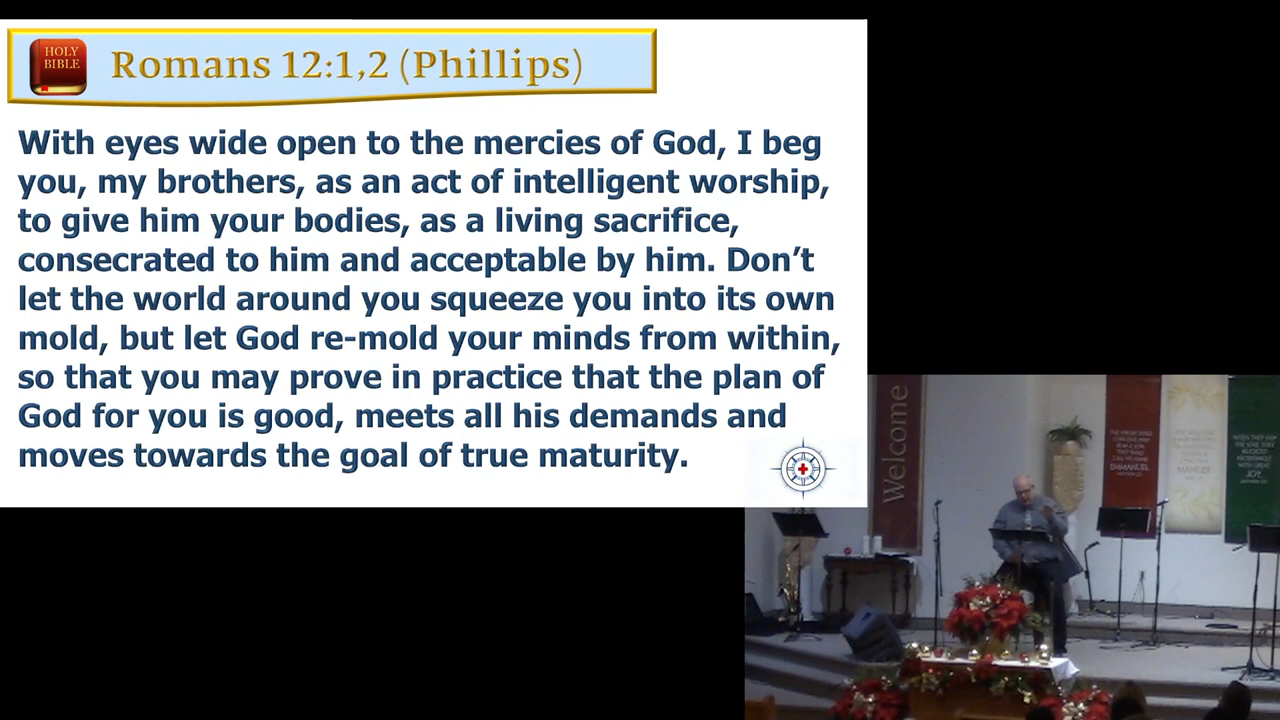 HOLY
BIBLE
Romans 12:1,2 (Phillips)
With eyes wide open to the mercies of God, I beg
you, my brothers, as an act of intelligent worship,
to give him your bodies, as a living sacrifice,
consecrated to him and acceptable by him. Don’t
let the world around you squeeze you into its own
mold, but let God re-mold your minds from within,
so that you may prove in practice that the plan of
God for you is good, meets all his demands and
moves towards the goal of true maturity.
Welcome
EMMANUEL
MANGER
JOY